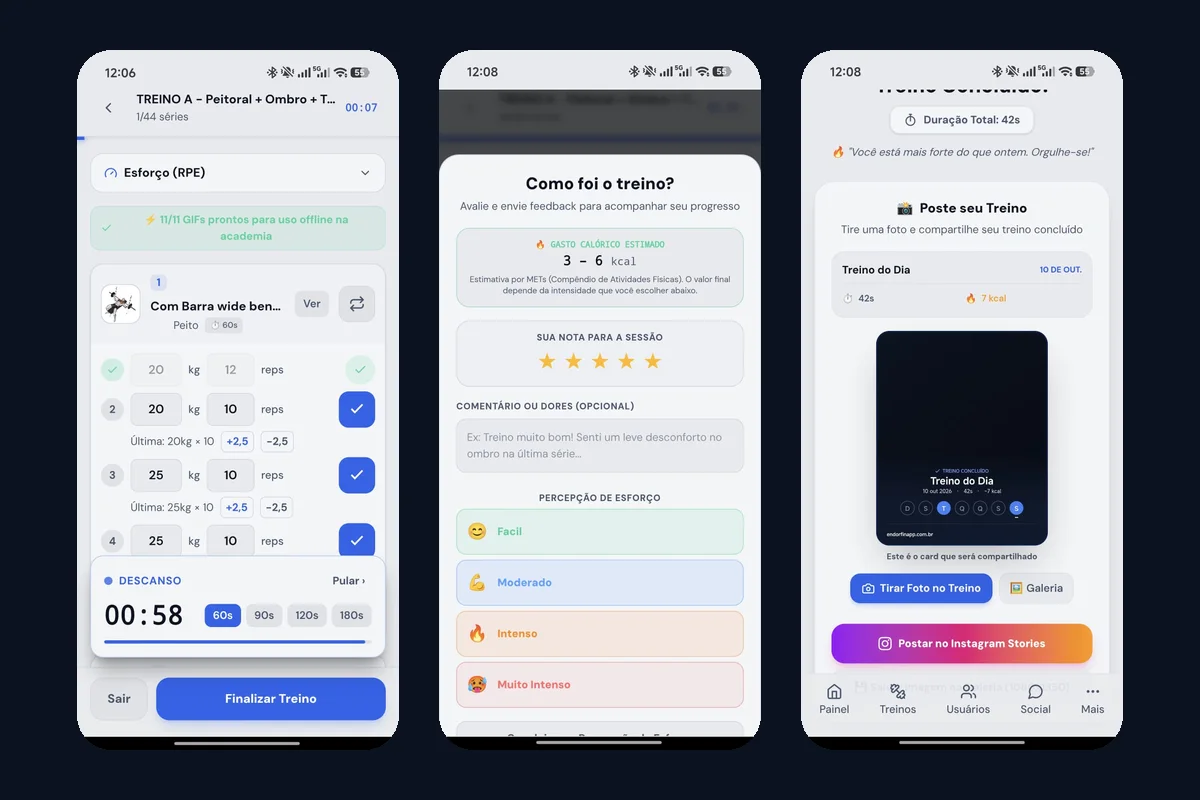 12:06
5G
55
TREINO A - Peitoral + Ombro + T...
00:07
1/44 séries
Esforço (RPE)
⚡ 11/11 GIFs prontos para uso offline na
academia
1
Com Barra wide ben...
Ver
Peito
⏱ 60s
20 kg 12 reps
2 20 kg 10 reps
Última: 20kg × 10 +2,5 −2,5
3 25 kg 10 reps
Última: 25kg × 10 +2,5 −2,5
4 25 kg 10 reps
DESCANSO
Pular ›
00:58
60s 90s 120s 180s
Sair
Finalizar Treino
12:08
5G
55
Como foi o treino?
Avalie e envie feedback para acompanhar seu progresso
🔥 GASTO CALÓRICO ESTIMADO
3 – 6 kcal
Estimativa por METs (Compêndio de Atividades Físicas). O valor final
depende da intensidade que você escolher abaixo.
SUA NOTA PARA A SESSÃO
★ ★ ★ ★ ★
COMENTÁRIO OU DORES (OPCIONAL)
Ex: Treino muito bom! Senti um leve desconforto no
ombro na última série...
PERCEPÇÃO DE ESFORÇO
😊 Facil
💪 Moderado
🔥 Intenso
🥵 Muito Intenso
12:08
5G
55
Treino Concluído!
Duração Total: 42s
🔥 "Você está mais forte do que ontem. Orgulhe-se!"
📸 Poste seu Treino
Tire uma foto e compartilhe seu treino concluído
Treino do Dia
10 DE OUT.
⏱ 42s
🔥 7 kcal
✓ TREINO CONCLUÍDO
Treino do Dia
10 out 2026 · 42s · ~7 kcal
D S T Q Q S S
endorfinapp.com.br
Este é o card que será compartilhado
Tirar Foto no Treino
🖼️ Galeria
Postar no Instagram Stories
Painel
Treinos
Usuários
Social
Mais